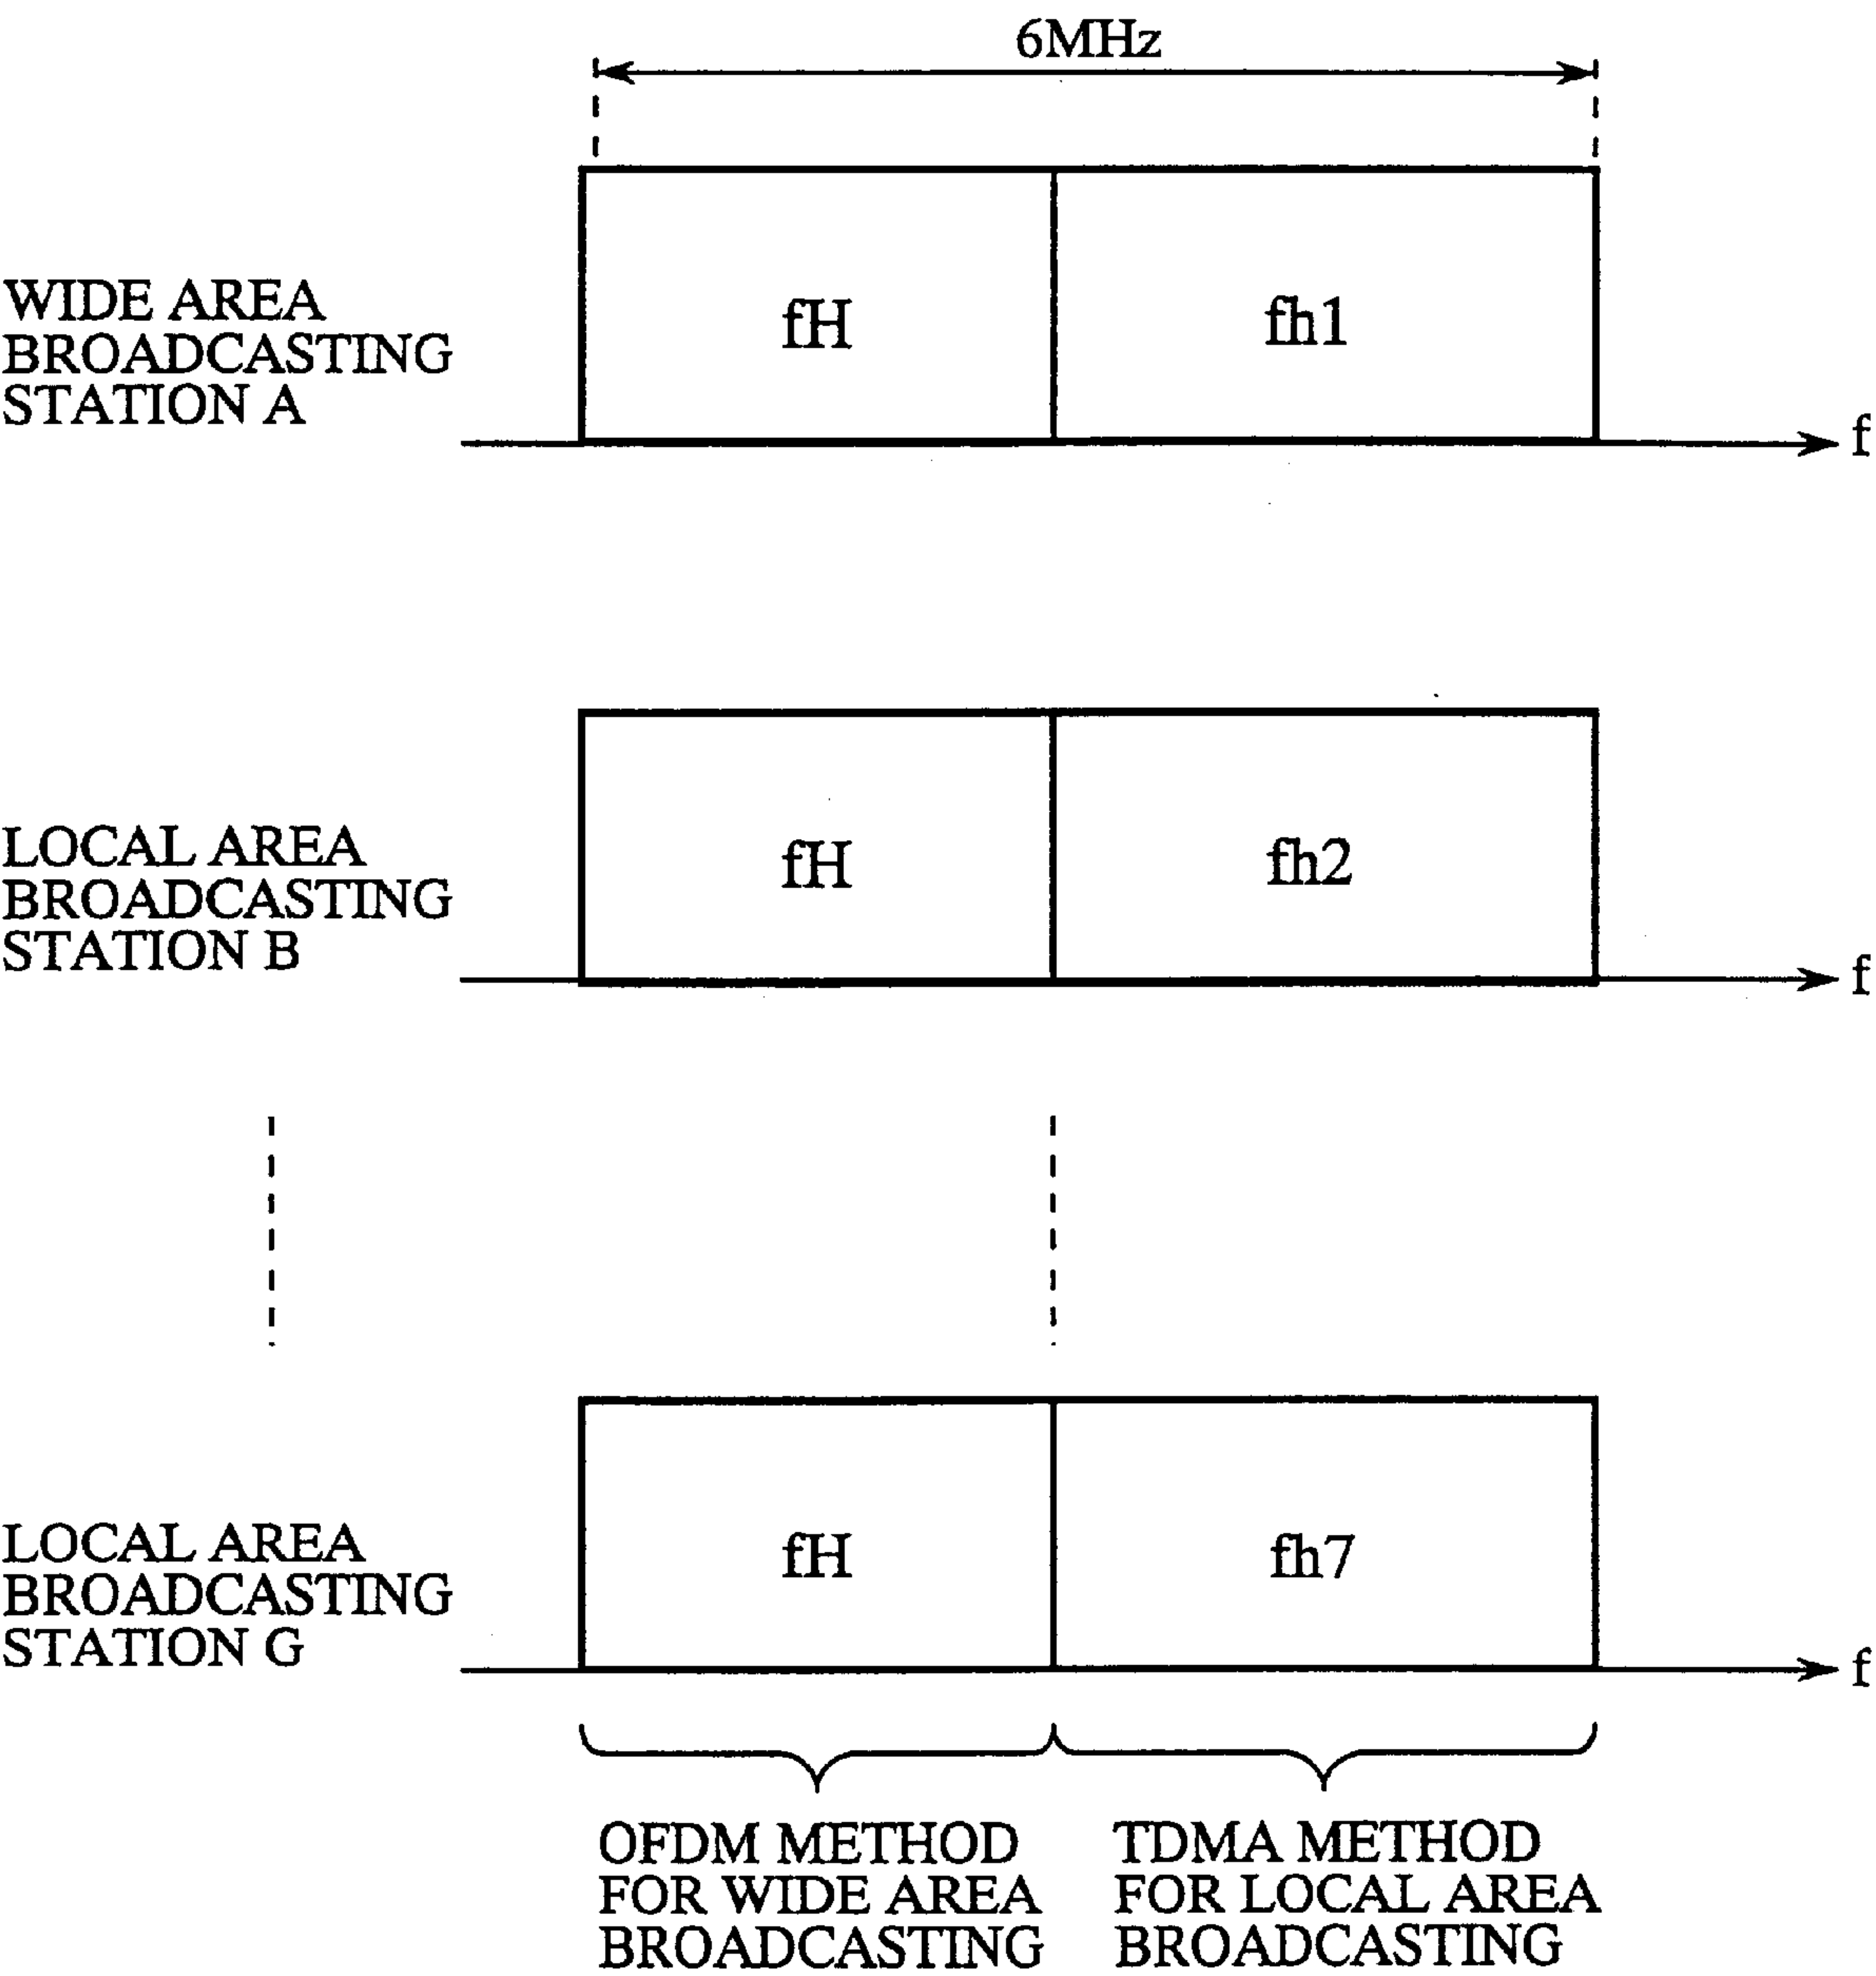 6MHz
WIDE AREA
BROADCASTING
STATION A
fH
fh1
f
LOCAL AREA
BROADCASTING
STATION B
fH
fh2
f
LOCAL AREA
BROADCASTING
STATION G
fH
fh7
f
OFDM METHOD
FOR WIDE AREA
BROADCASTING
TDMA METHOD
FOR LOCAL AREA
BROADCASTING